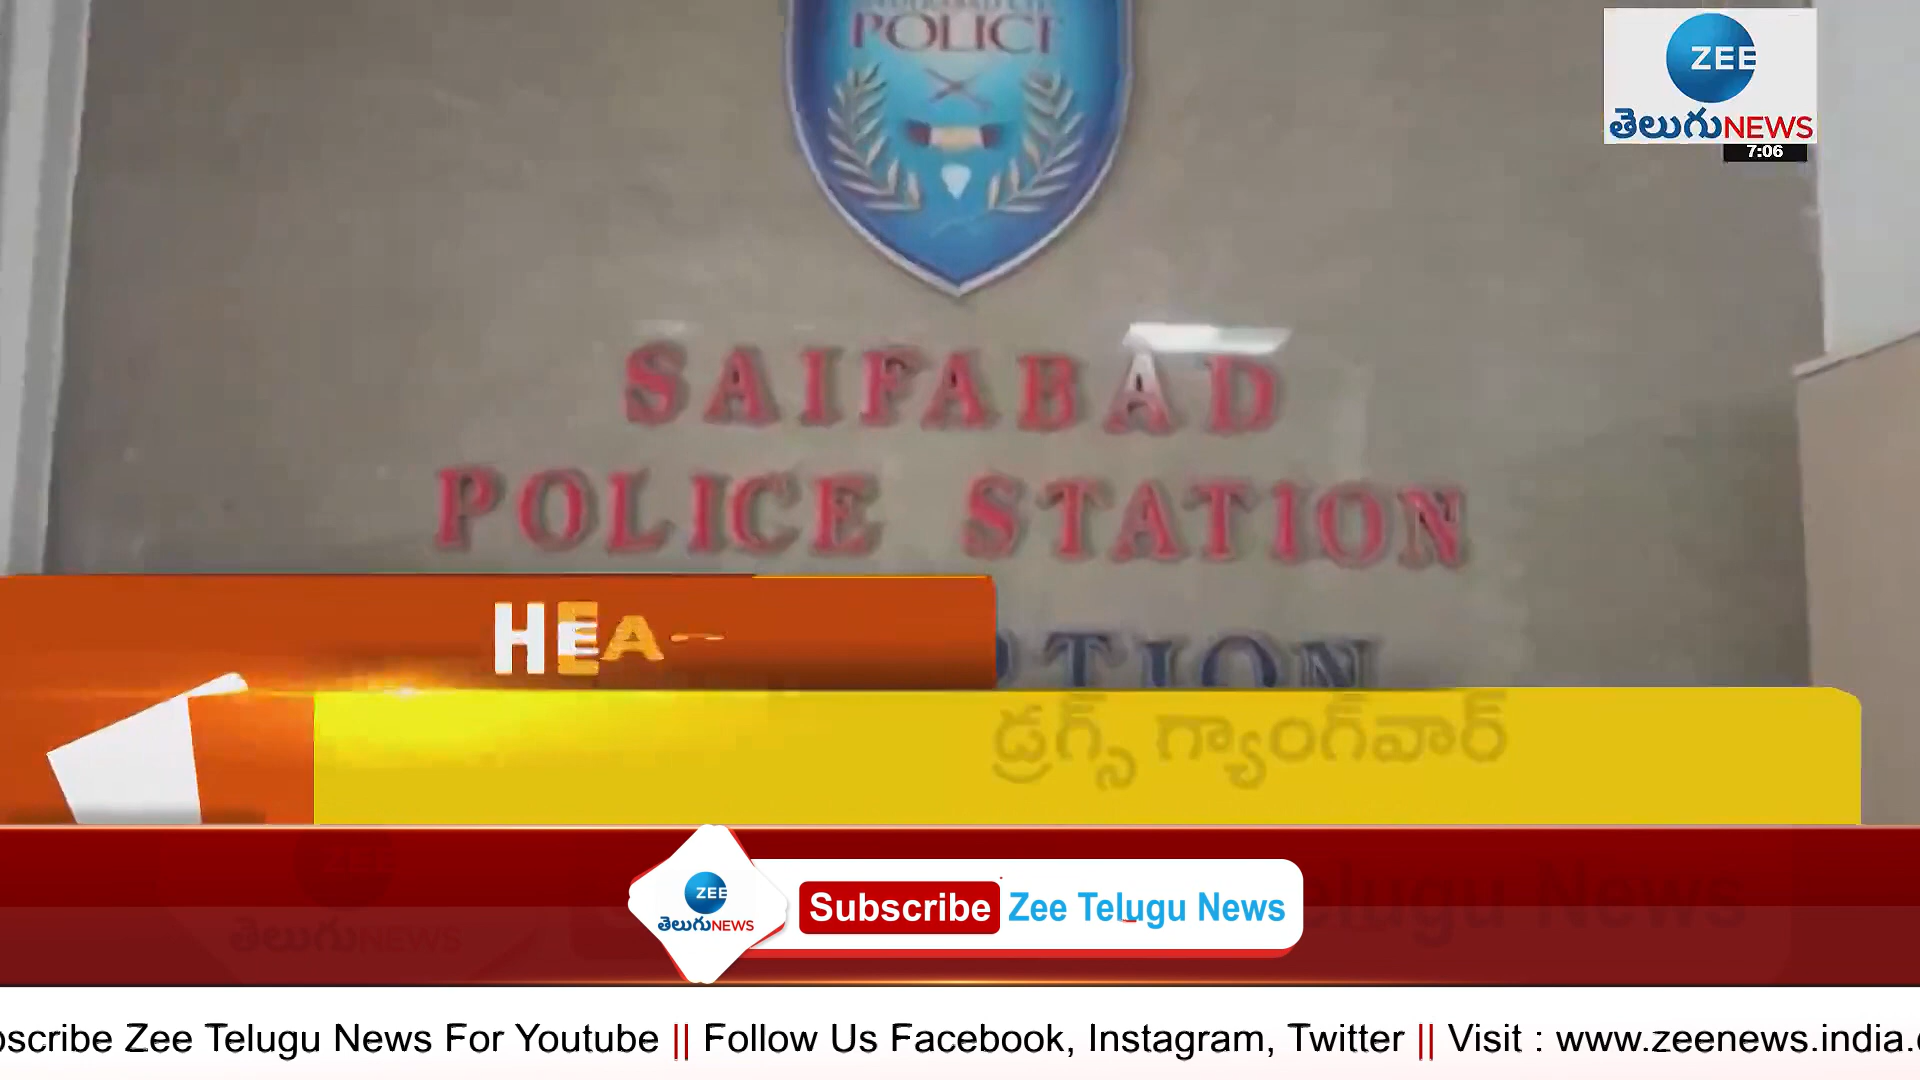 POLICE
ZEE
తెలుగుNEWS
7:06
SAIFABAD
POLICE STATION
HEA
డ్రగ్స్ గ్యాంగ్‌వార్
ZEE
తెలుగుNEWS
Subscribe Zee Telugu News
Zee Telugu News For Youtube || Follow Us Facebook, Instagram, Twitter || Visit : www.zeenews.india.